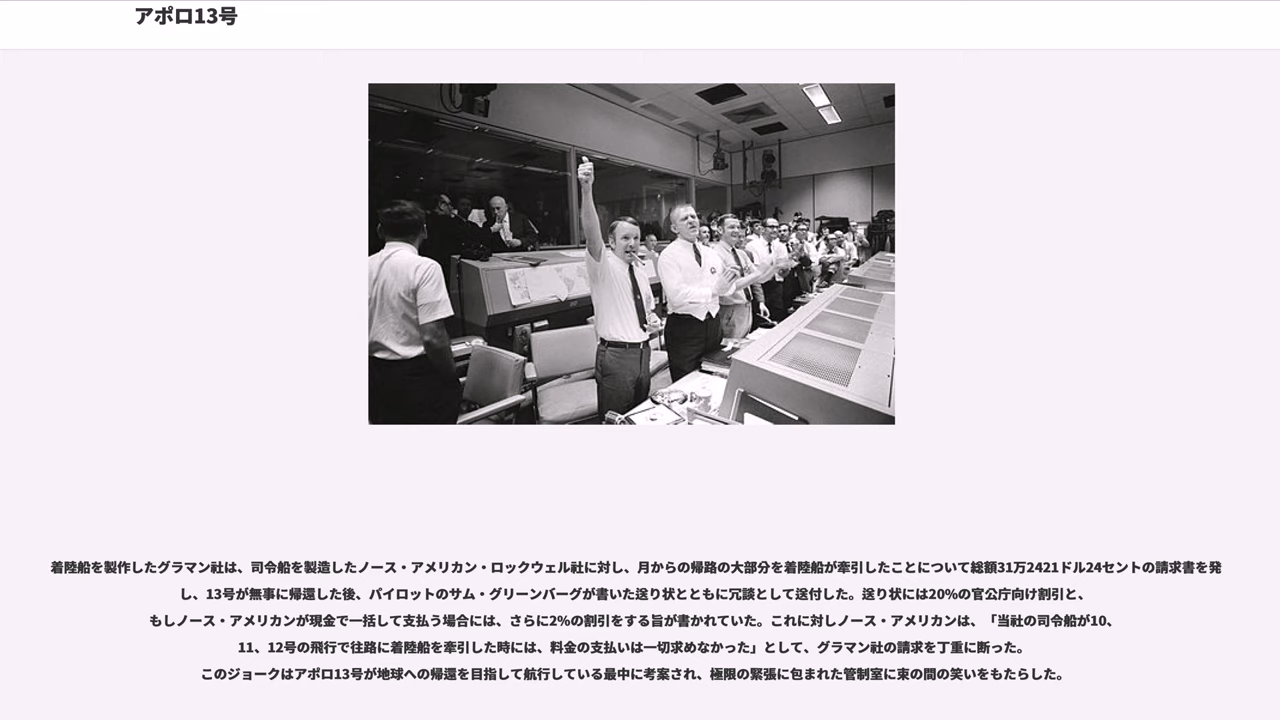 アポロ13号
着陸船を製作したグラマン社は、司令船を製造したノース・アメリカン・ロックウェル社に対し、月からの帰路の大部分を着陸船が牽引したことについて総額31万2421ドル24セントの請求書を発
し、13号が無事に帰還した後、パイロットのサム・グリーンバーグが書いた送り状とともに冗談として送付した。送り状には20%の官公庁向け割引と、
もしノース・アメリカンが現金で一括して支払う場合には、さらに2%の割引をする旨が書かれていた。これに対しノース・アメリカンは、「当社の司令船が10、
11、12号の飛行で往路に着陸船を牽引した時には、料金の支払いは一切求めなかった」として、グラマン社の請求を丁重に断った。
このジョークはアポロ13号が地球への帰還を目指して航行している最中に考案され、極限の緊張に包まれた管制室に束の間の笑いをもたらした。